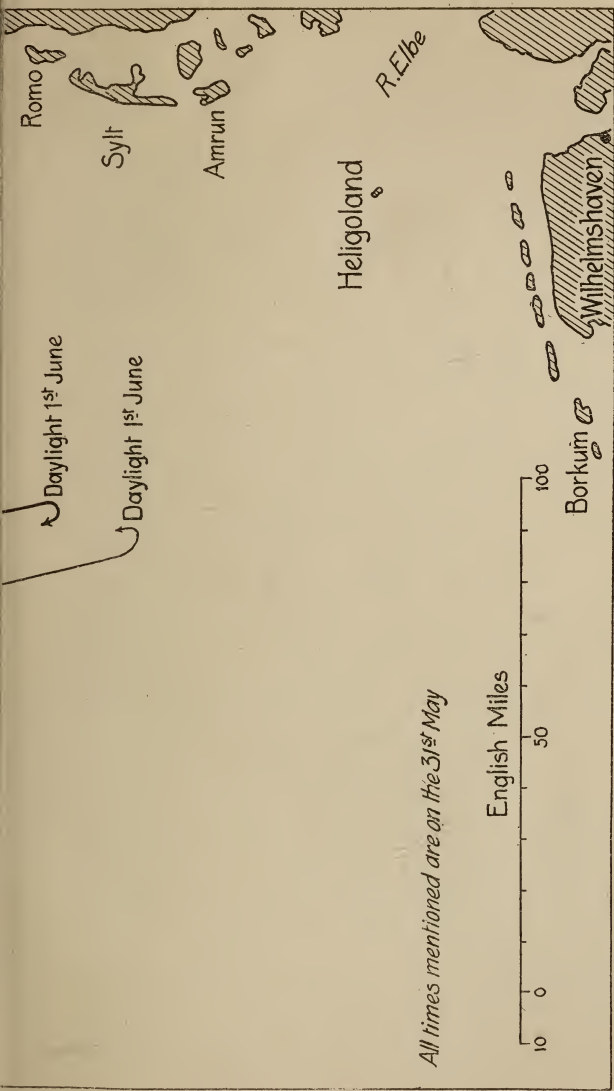 Romo
Sylt
Amrun
R. Elbe
Heligoland
Wilhelmshaven
Borkum
Daylight 1st June
Daylight 1st June
All times mentioned are on the 31st May
English Miles
10 0 50 100